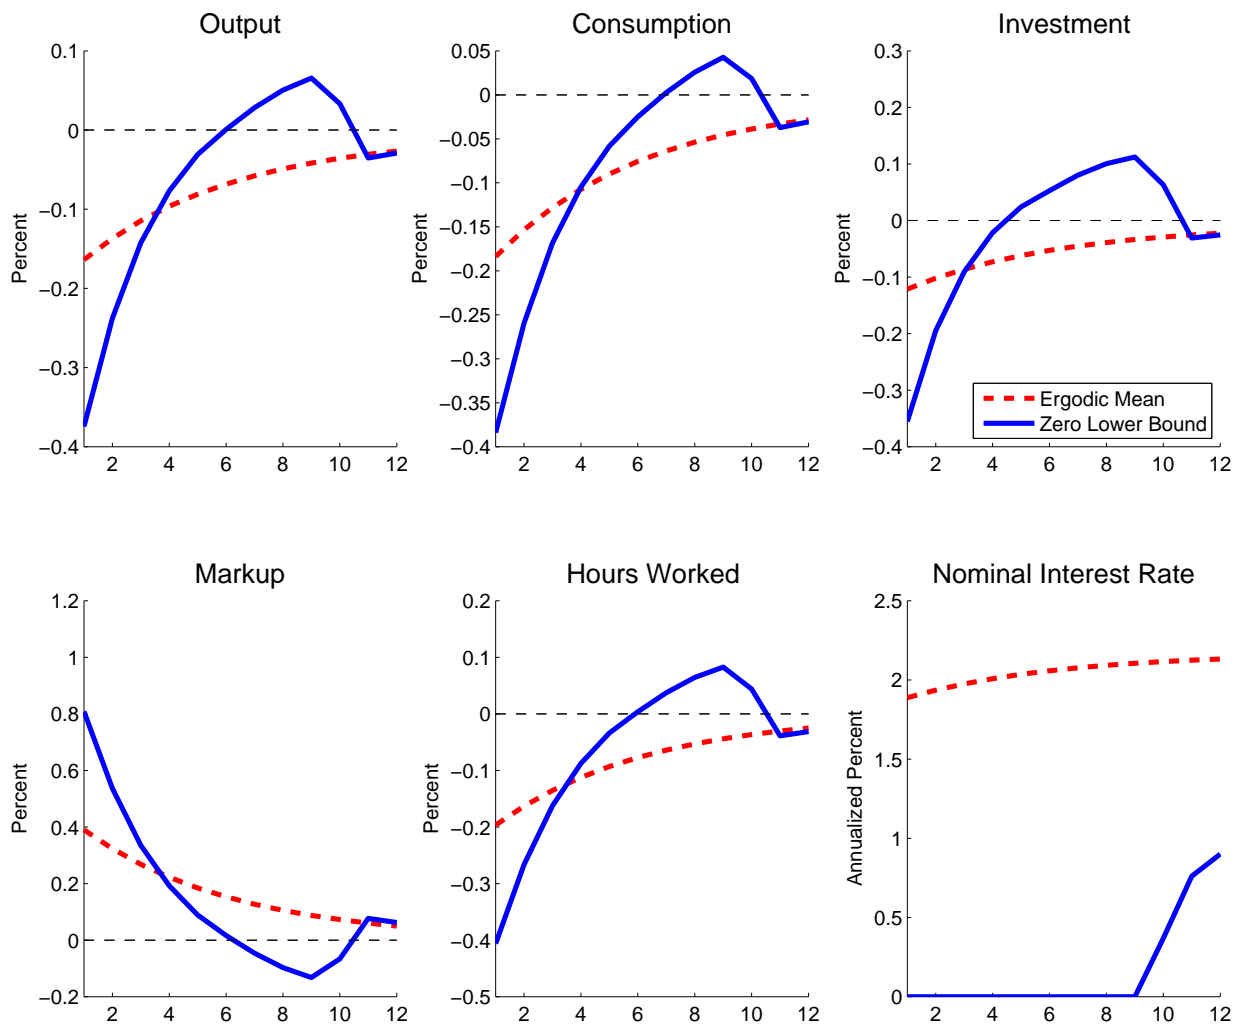 Output
Percent
0.1
0
−0.1
−0.2
−0.3
−0.4
2 4 6 8 10 12
Consumption
Percent
0.05
0
−0.05
−0.1
−0.15
−0.2
−0.25
−0.3
−0.35
−0.4
2 4 6 8 10 12
Investment
Percent
0.3
0.2
0.1
0
−0.1
−0.2
−0.3
−0.4
2 4 6 8 10 12
Ergodic Mean
Zero Lower Bound
Markup
Percent
1.2
1
0.8
0.6
0.4
0.2
0
−0.2
2 4 6 8 10 12
Hours Worked
Percent
0.2
0.1
0
−0.1
−0.2
−0.3
−0.4
−0.5
2 4 6 8 10 12
Nominal Interest Rate
Annualized Percent
2.5
2
1.5
1
0.5
0
2 4 6 8 10 12